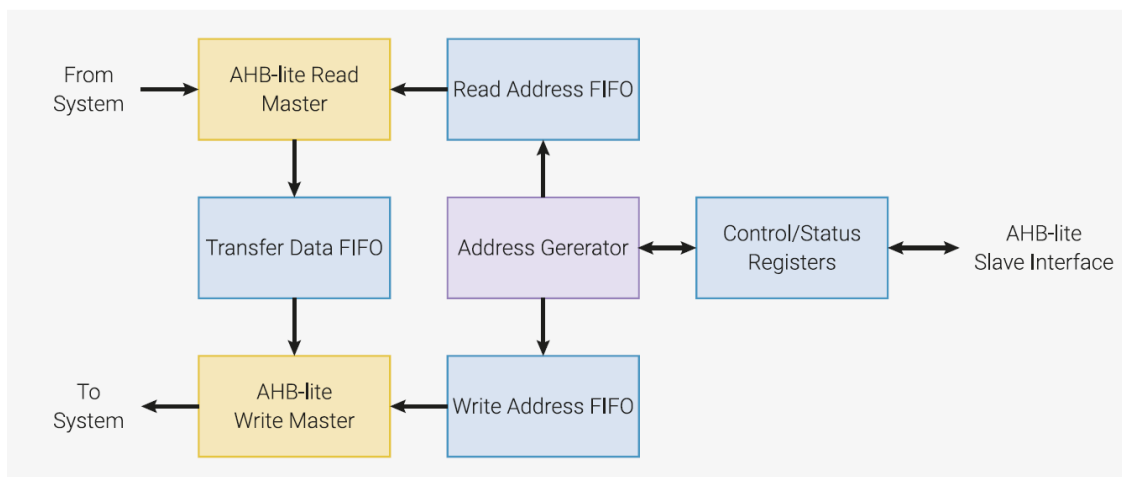 From
System
AHB-lite Read
Master
Read Address FIFO
Transfer Data FIFO
Address Gererator
Control/Status
Registers
AHB-lite
Slave Interface
To
System
AHB-lite
Write Master
Write Address FIFO